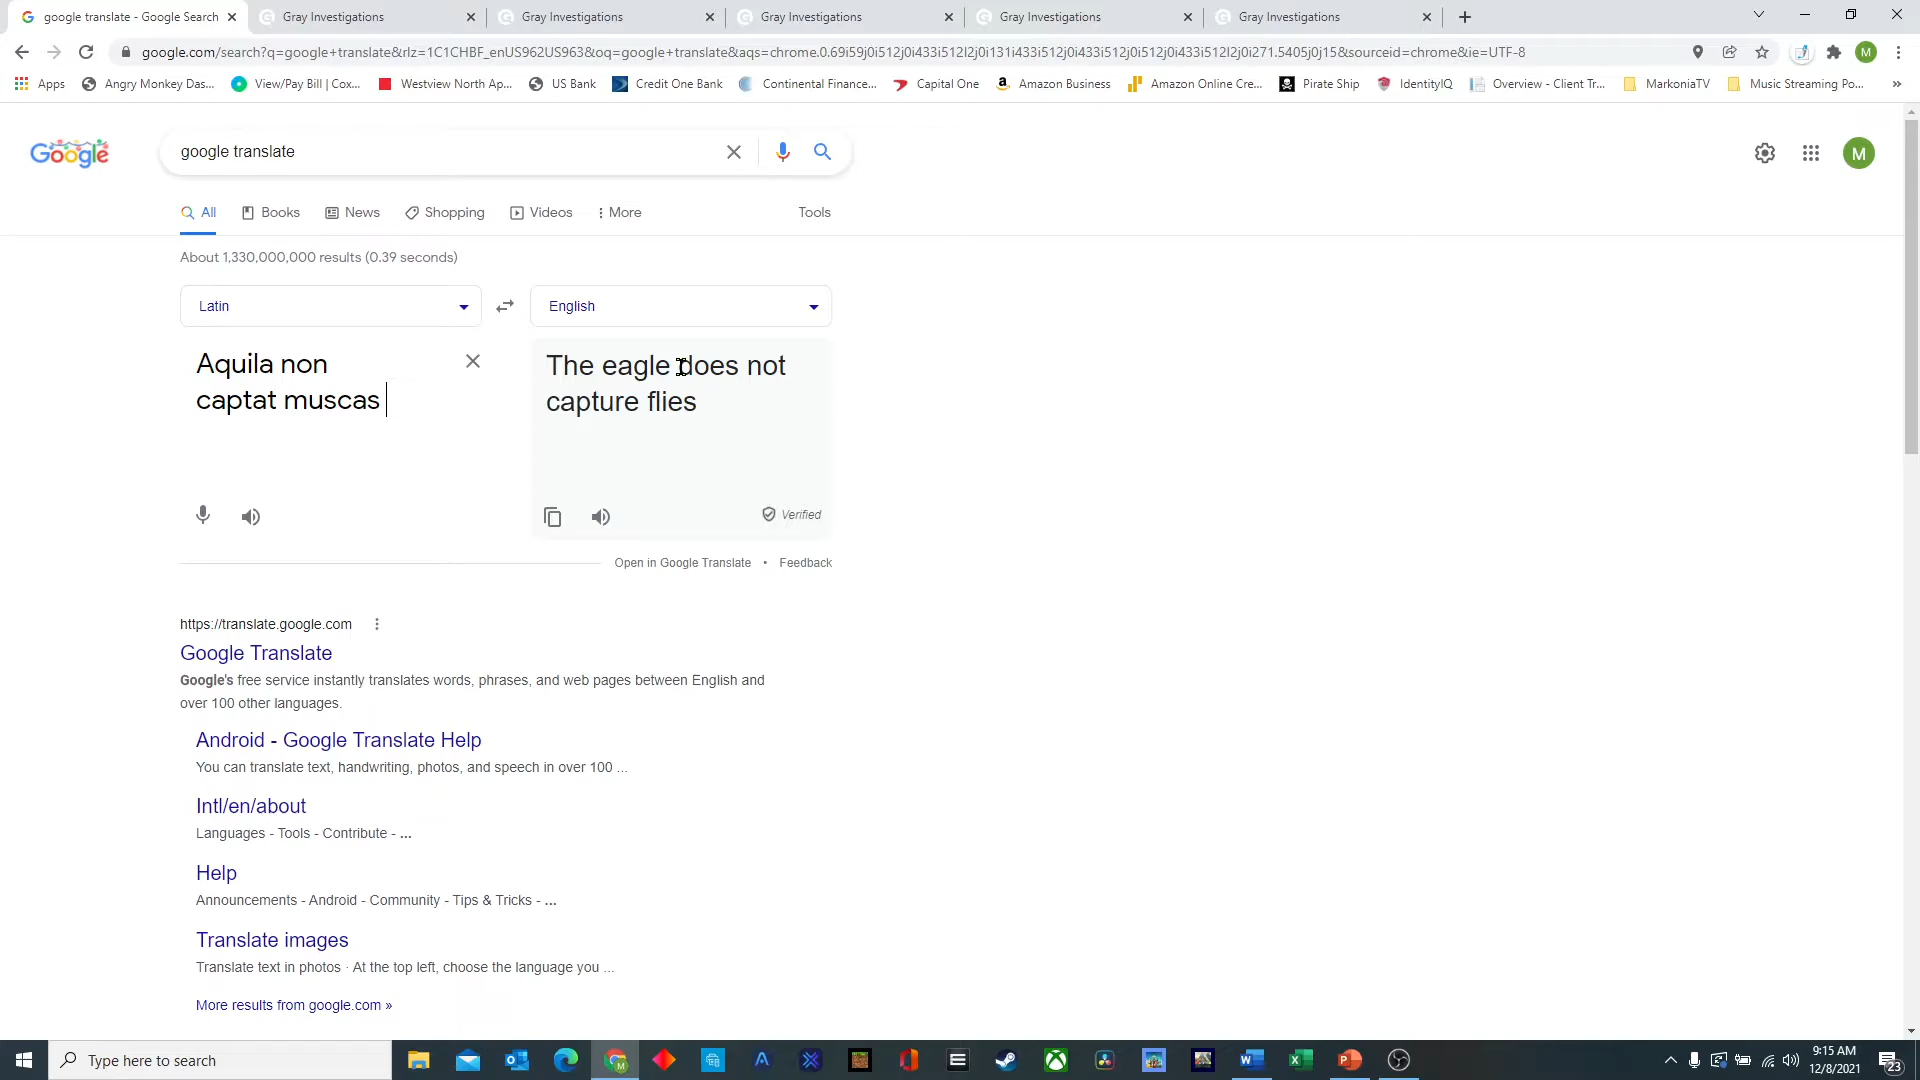 google translate - Google Search
Gray Investigations
Gray Investigations
Gray Investigations
Gray Investigations
Gray Investigations
google.com/search?q=google+translate&rlz=1C1CHBF_enUS962US963&oq=google+translate&aqs=chrome.0.69i59j0i512j0i433i512l2j0i131i433i512j0i433i512j0i512j0i433i512l2j0i271.5405j0j15&sourceid=chrome&ie=UTF-8
M
Apps
Angry Monkey Das...
View/Pay Bill | Cox...
Westview North Ap...
US Bank
Credit One Bank
Continental Finance...
Capital One
Amazon Business
Amazon Online Cre...
Pirate Ship
IdentityIQ
Overview - Client Tr...
MarkoniaTV
Music Streaming Po...
»
Google
google translate
M
All
Books
News
Shopping
Videos
More
Tools
About 1,330,000,000 results (0.39 seconds)
Latin
English
Aquila non
captat muscas
The eagle does not
capture flies
Verified
Open in Google Translate • Feedback
https://translate.google.com
Google Translate
Google's free service instantly translates words, phrases, and web pages between English and
over 100 other languages.
Android - Google Translate Help
You can translate text, handwriting, photos, and speech in over 100 ...
Intl/en/about
Languages - Tools - Contribute - ...
Help
Announcements - Android - Community - Tips & Tricks - ...
Translate images
Translate text in photos · At the top left, choose the language you ...
More results from google.com »
Type here to search
9:15 AM
12/8/2021
23